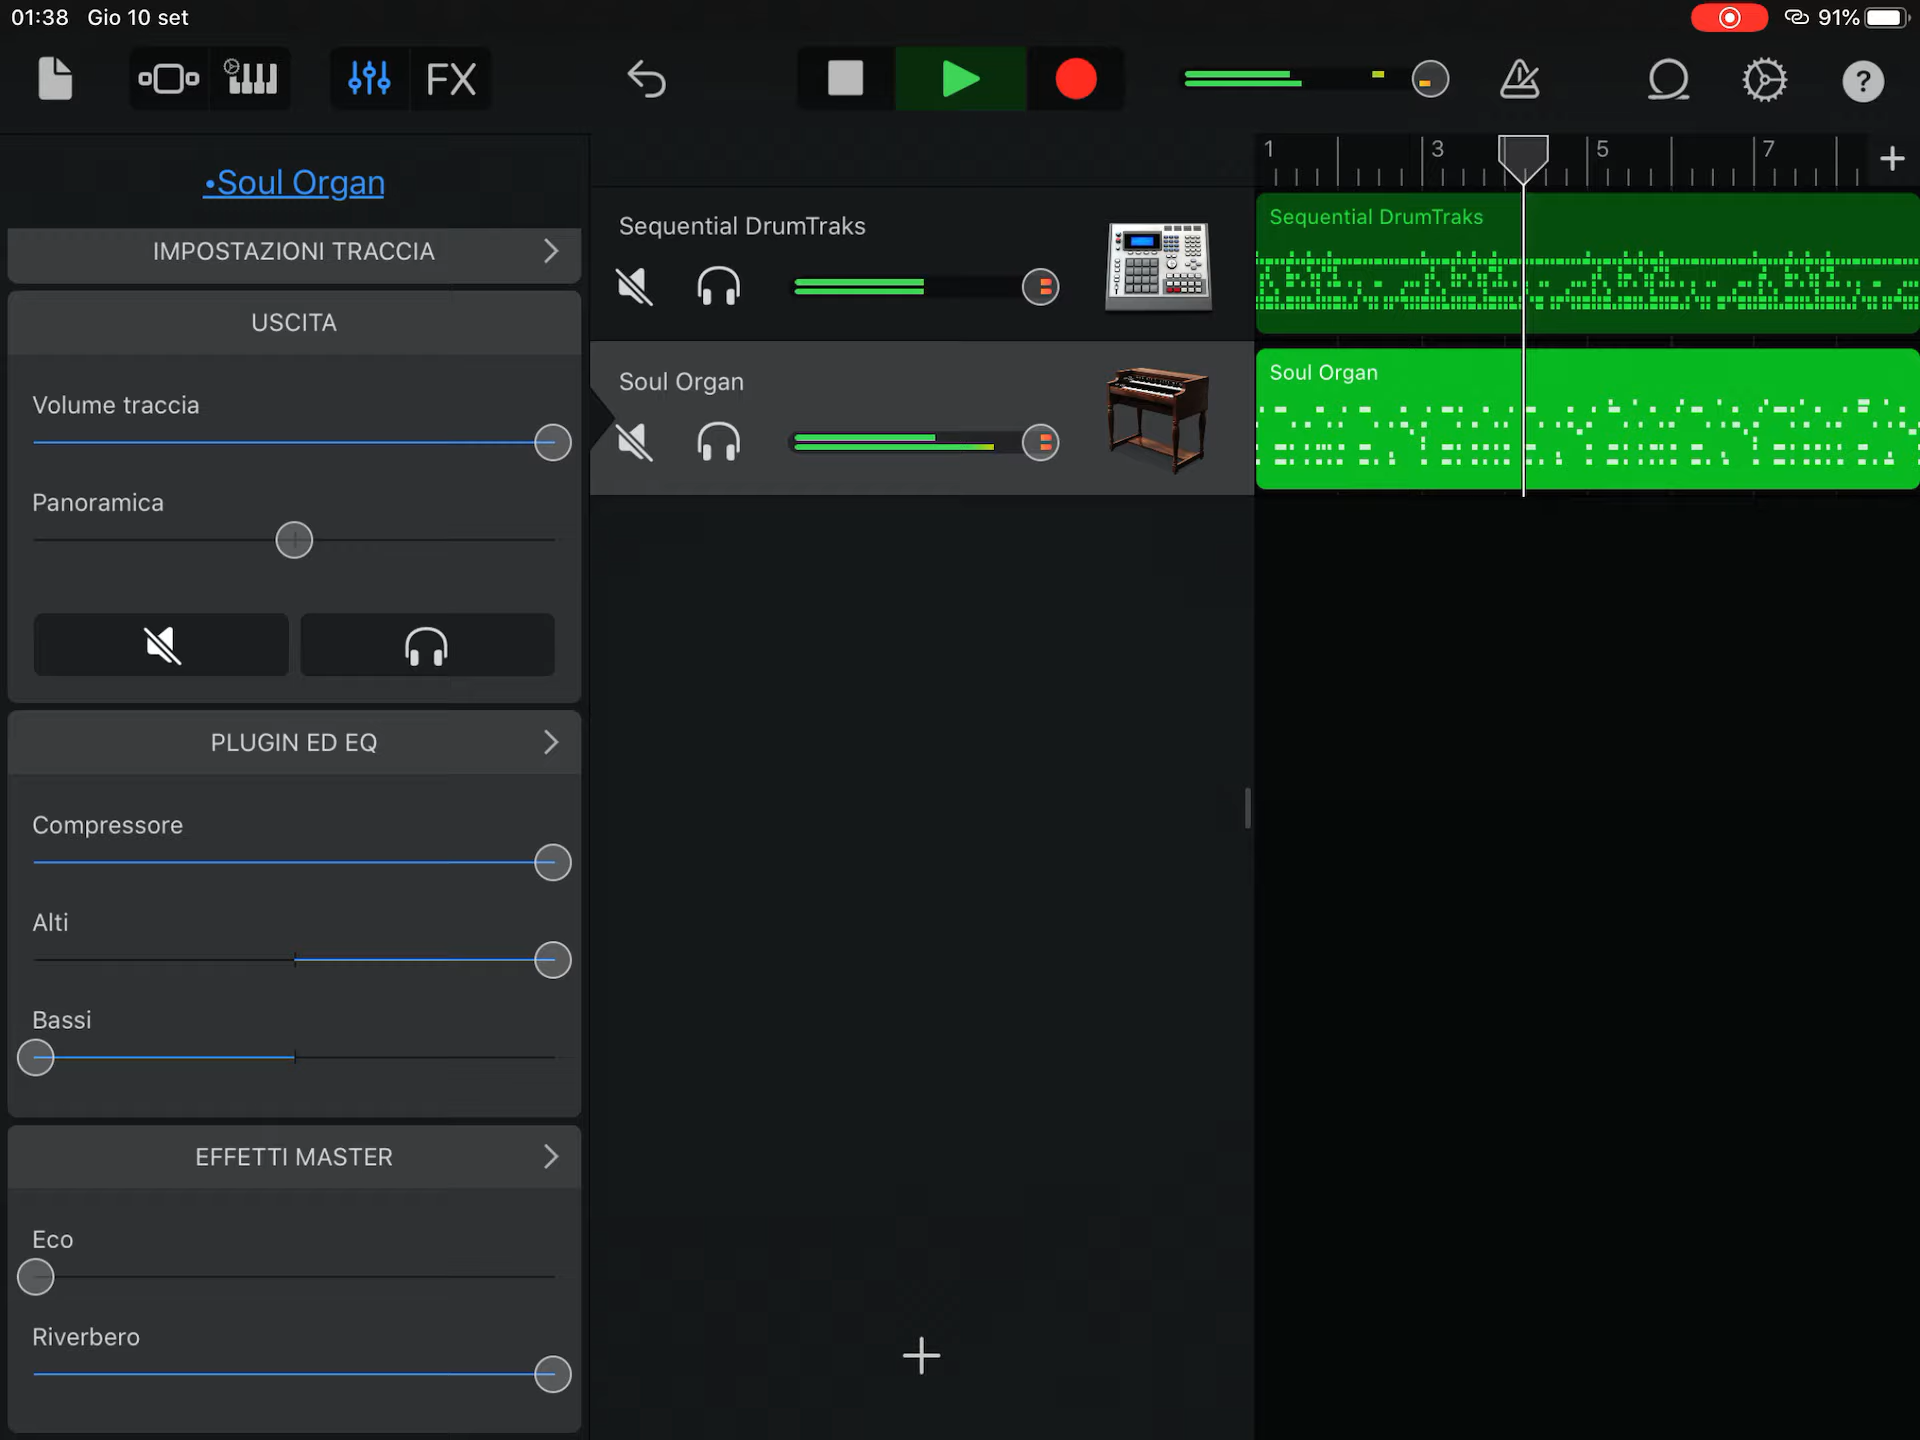 01:38 Gio 10 set
91%
FX
?
•Soul Organ
IMPOSTAZIONI TRACCIA
USCITA
Volume traccia
Panoramica
PLUGIN ED EQ
Compressore
Alti
Bassi
EFFETTI MASTER
Eco
Riverbero
Sequential DrumTraks
Soul Organ
1 3 5 7
Sequential DrumTraks
Soul Organ